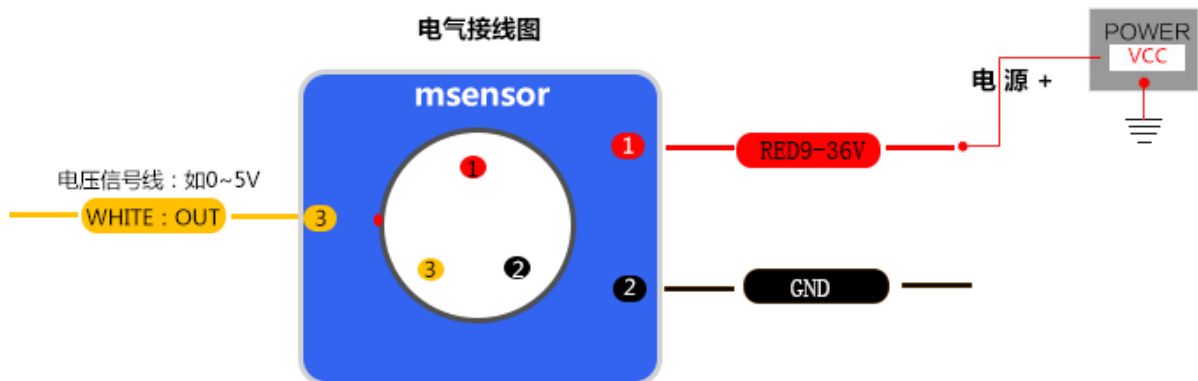 电气接线图
POWER
VCC
电 源 +
msensor
1
1
RED9-36V
电压信号线：如0~5V
WHITE：OUT
3
3
2
2
GND